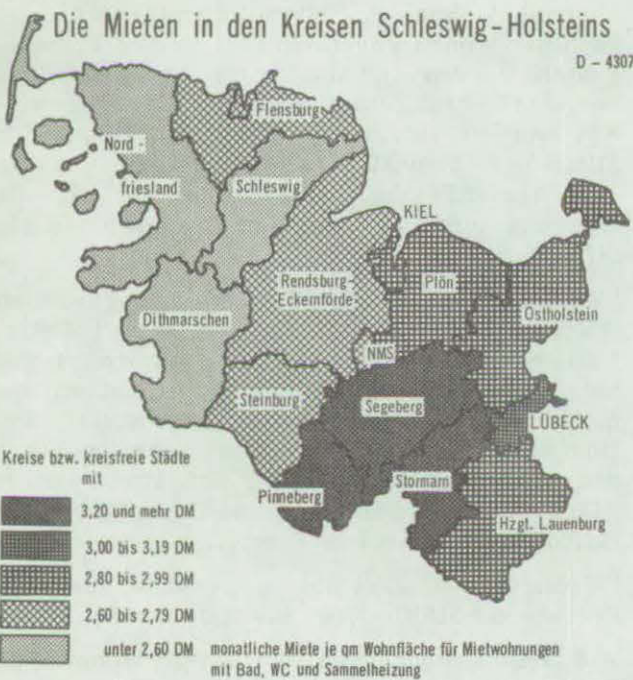 Die Mieten in den Kreisen Schleswig-Holsteins
D - 4307
Flensburg
Nord -
friesland
Schleswig
KIEL
Rendsburg-
Eckernförde
Plön
Ostholstein
Dithmarschen
NMS
Steinburg
Segeberg
LÜBECK
Stormarn
Pinneberg
Hzgt. Lauenburg
Kreise bzw. kreisfreie Städte
mit
3,20 und mehr DM
3,00 bis 3,19 DM
2,80 bis 2,99 DM
2,60 bis 2,79 DM
unter 2,60 DM
monatliche Miete je qm Wohnfläche für Mietwohnungen
mit Bad, WC und Sammelheizung